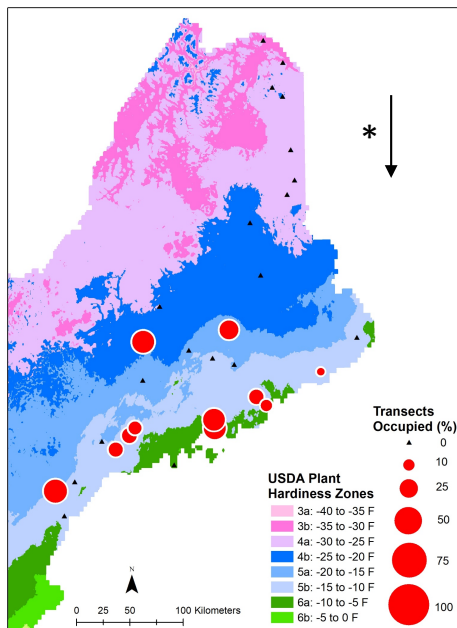 *
Transects
Occupied (%)
0
10
25
50
75
100
USDA Plant
Hardiness Zones
3a: -40 to -35 F
3b: -35 to -30 F
4a: -30 to -25 F
4b: -25 to -20 F
5a: -20 to -15 F
5b: -15 to -10 F
6a: -10 to -5 F
6b: -5 to 0 F
N
0 25 50 100 Kilometers